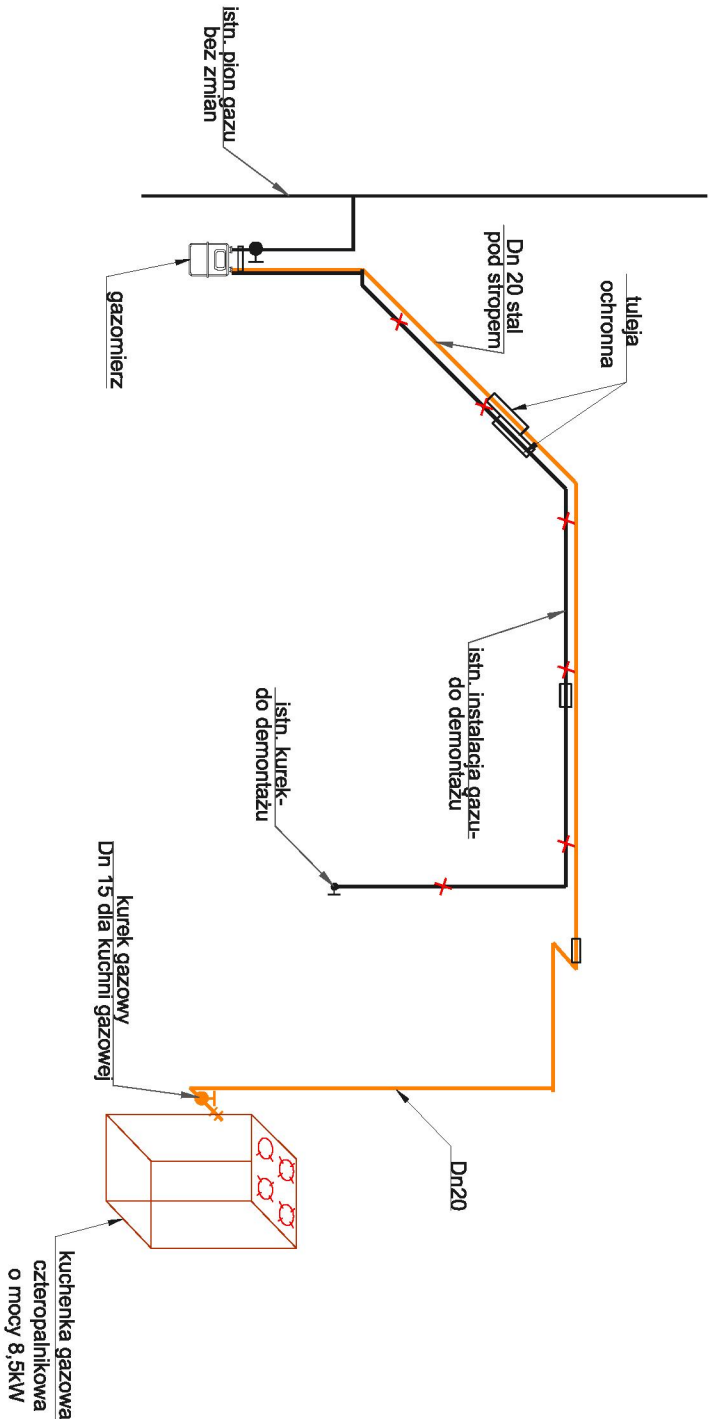 istn. pion gazu
bez zmian
gazomierz
Dn 20 stal
pod stropem
tuleja
ochronna
istn. instalacja gazu-
do demontażu
istn. kurek-
do demontażu
kurek gazowy
Dn 15 dla kuchni gazowej
Dn20
kuchenka gazowa
czteropalnikowa
o mocy 8,5kW